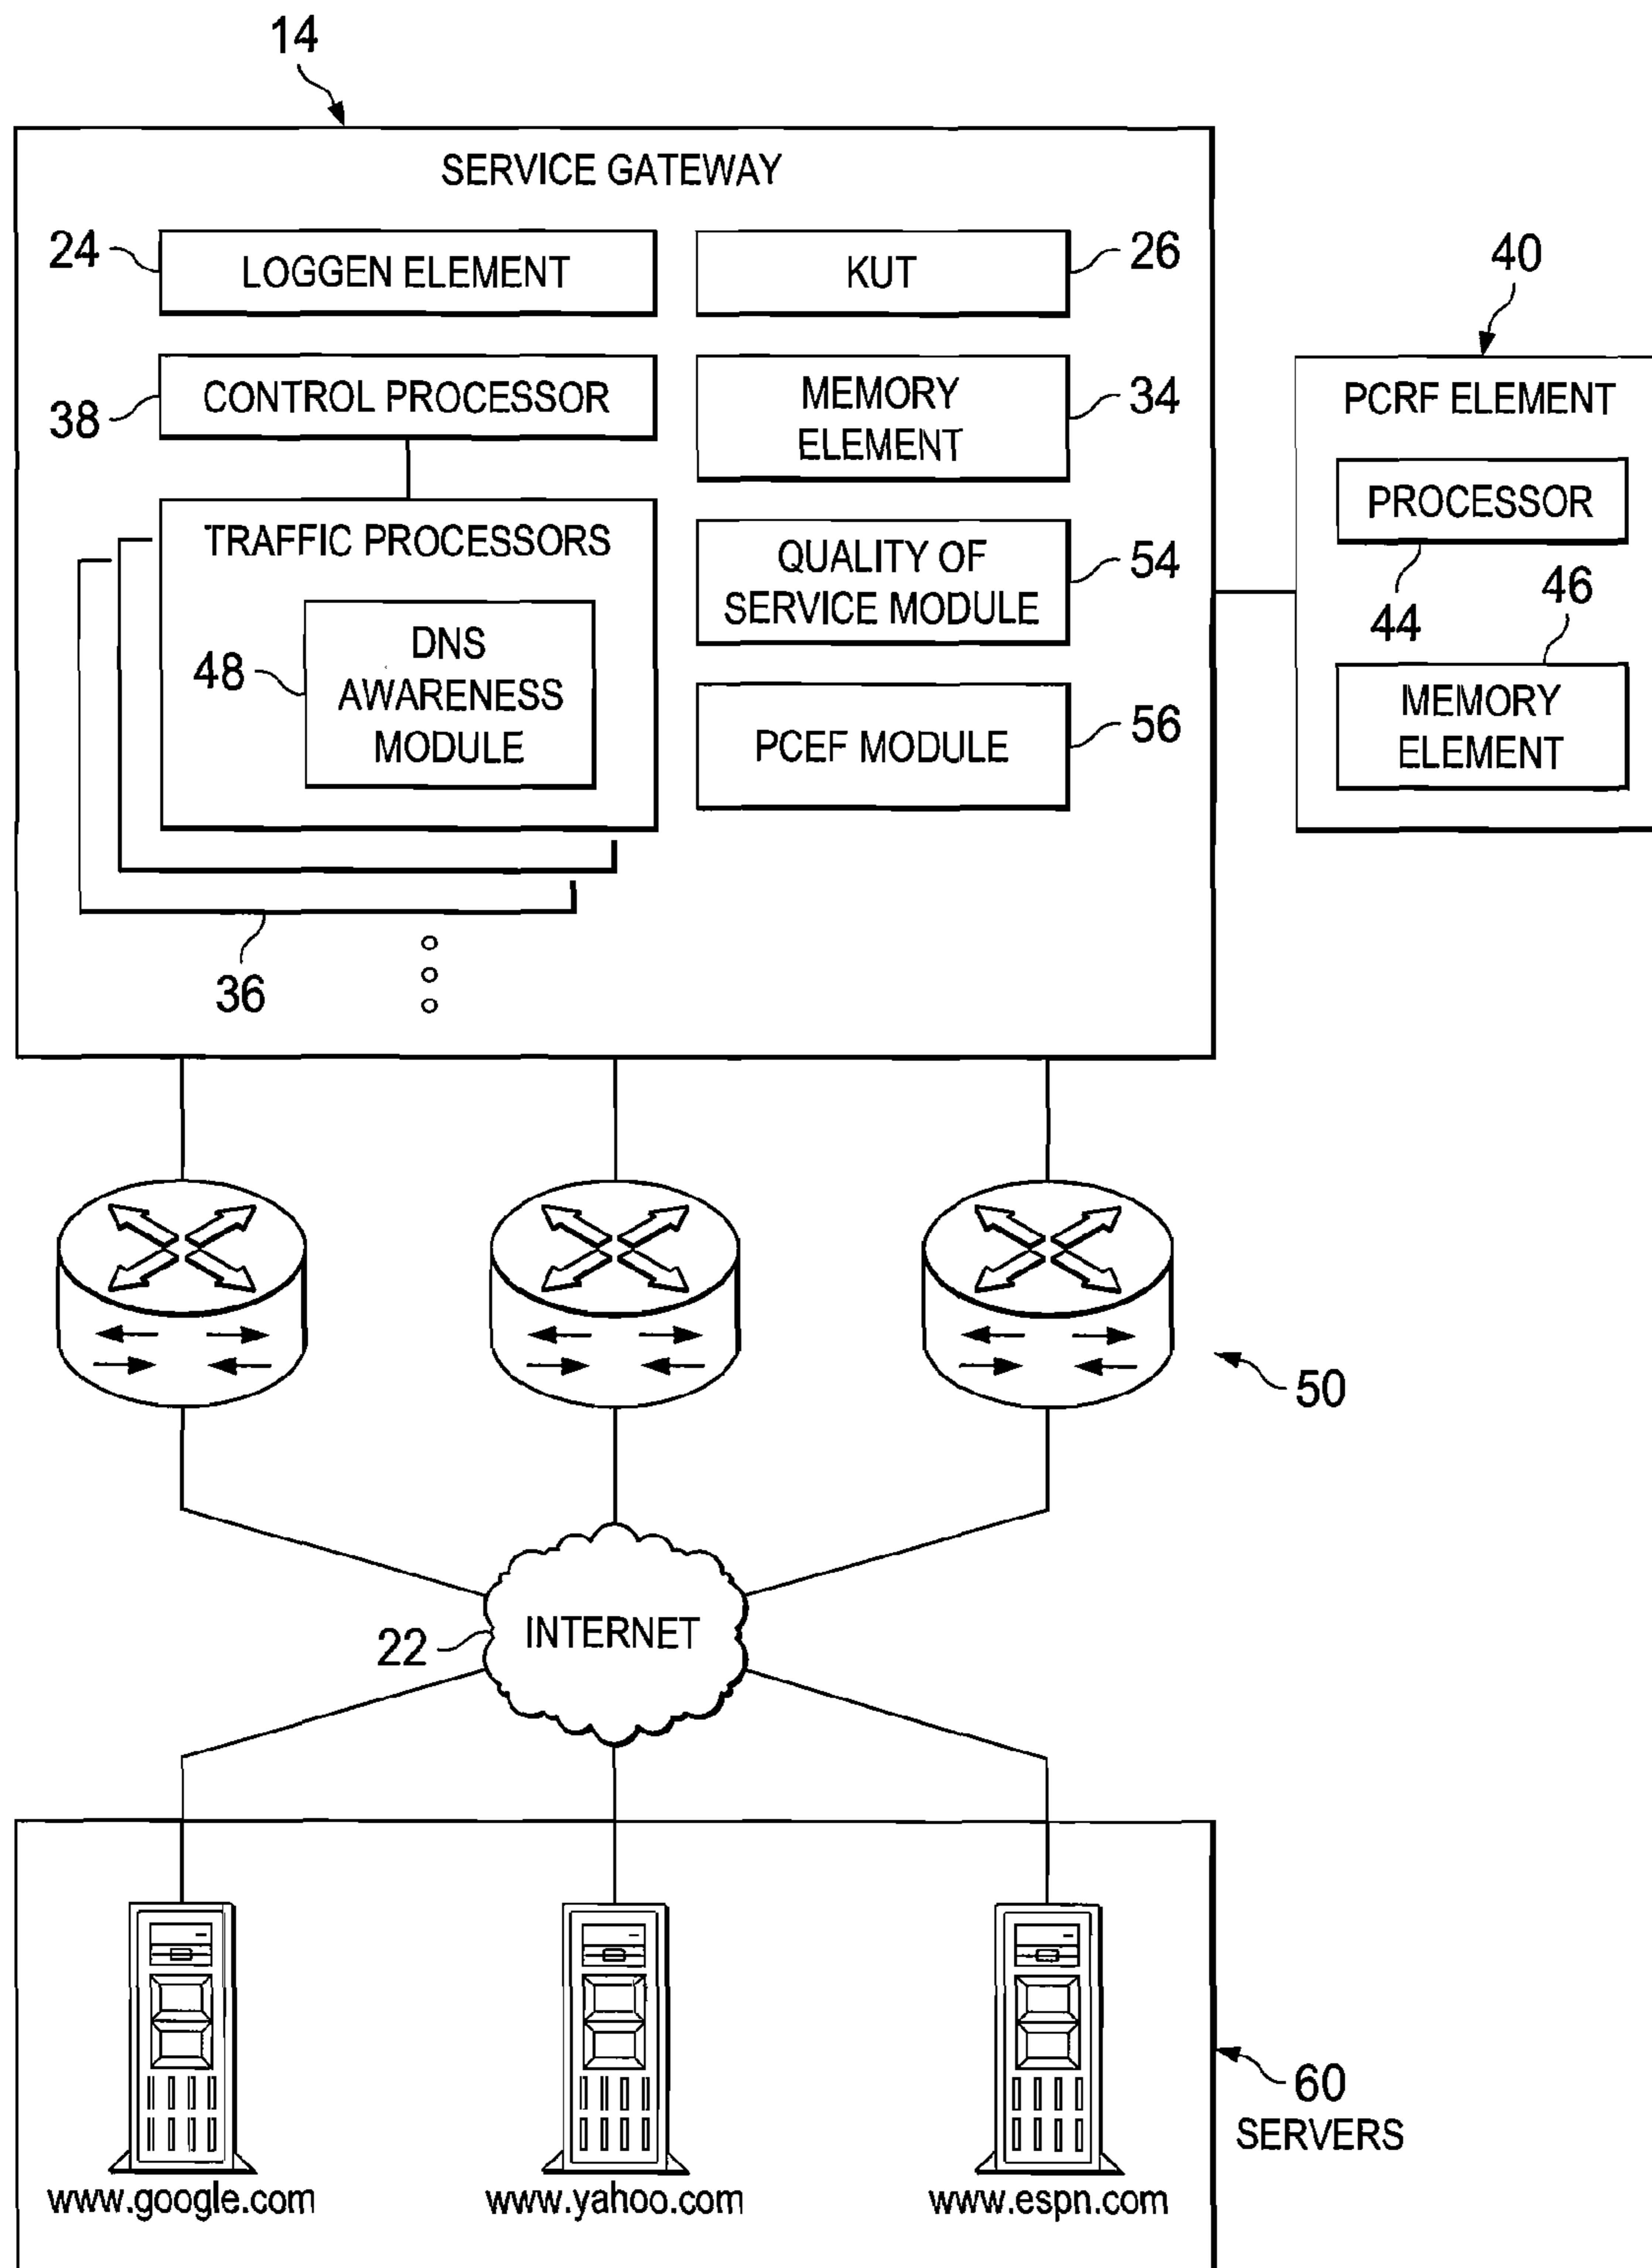 14
SERVICE GATEWAY
24
LOGGEN ELEMENT
KUT
26
40
38
CONTROL PROCESSOR
MEMORY
ELEMENT
34
PCRF ELEMENT
PROCESSOR
44
TRAFFIC PROCESSORS
QUALITY OF
SERVICE MODULE
54
46
48
DNS
AWARENESS
MODULE
PCEF MODULE
56
MEMORY
ELEMENT
36
50
22
INTERNET
60
SERVERS
www.google.com
www.yahoo.com
www.espn.com